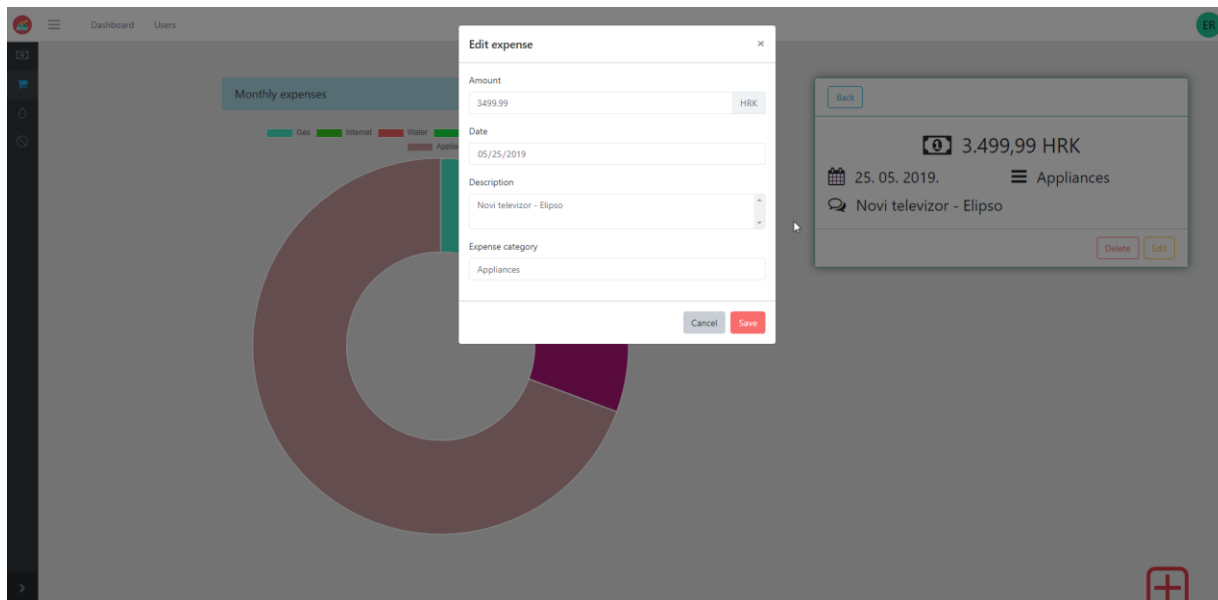 Dashboard Users
ER
Edit expense ×
Amount
3499.99 HRK
Date
05/25/2019
Description
Novi televizor - Elipso
Expense category
Appliances
Cancel Save
Monthly expenses
Gas Internet Water
Back
3.499,99 HRK
25. 05. 2019. Appliances
Novi televizor - Elipso
Delete Edit